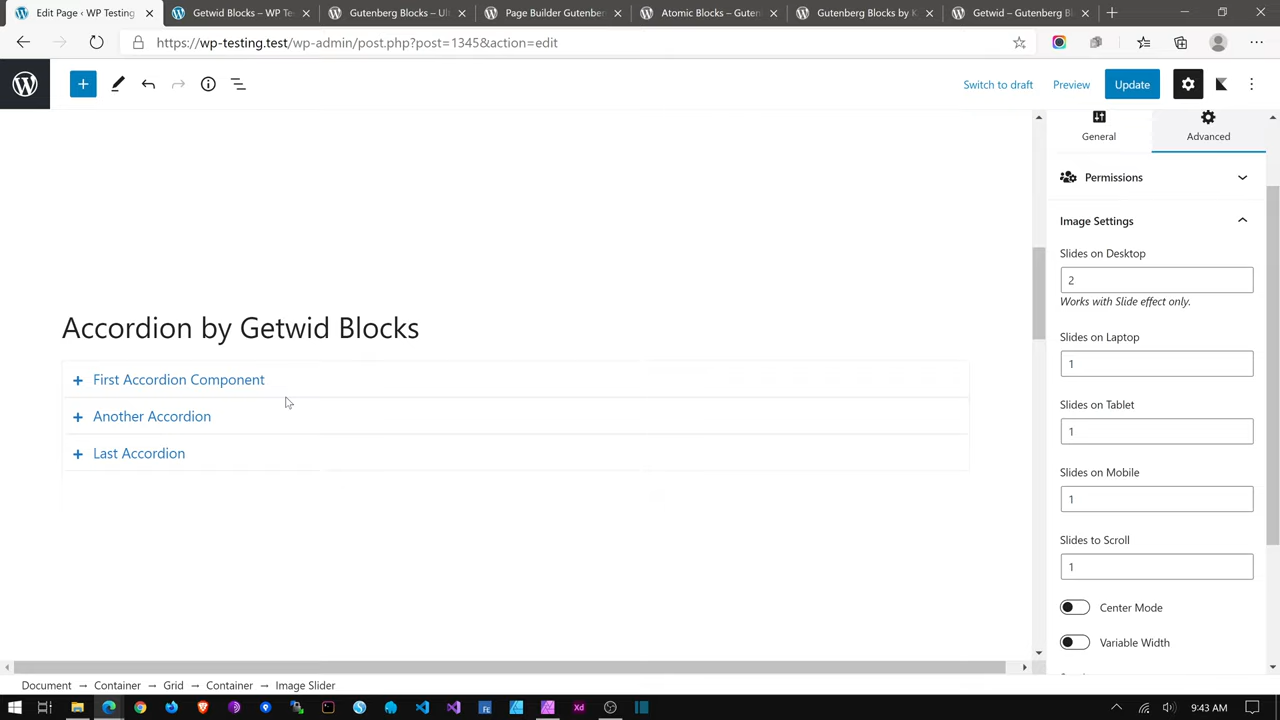 Edit Page ‹ WP Testing
Getwid Blocks – WP Te
Gutenberg Blocks – Ul
Page Builder Gutenber
Atomic Blocks – Guten
Gutenberg Blocks by K
Getwid – Gutenberg Bl
https://wp-testing.test/wp-admin/post.php?post=1345&action=edit
Switch to draft
Preview
Update
General
Advanced
Permissions
Image Settings
Slides on Desktop
2
Works with Slide effect only.
Slides on Laptop
1
Slides on Tablet
1
Slides on Mobile
1
Slides to Scroll
1
Center Mode
Variable Width
Accordion by Getwid Blocks
+ First Accordion Component
+ Another Accordion
+ Last Accordion
Document → Container → Grid → Container → Image Slider
9:43 AM